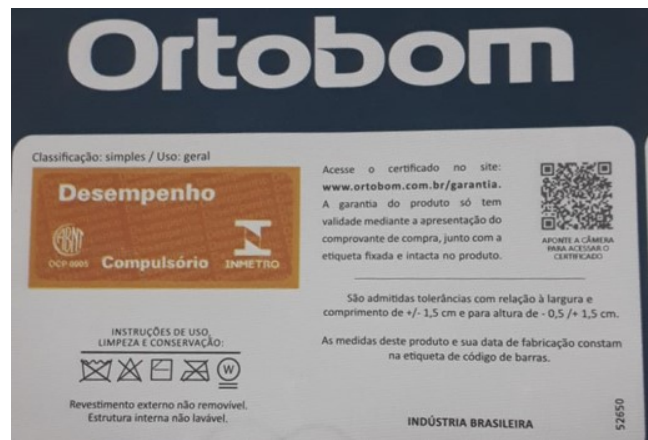 Ortobom
Classificação: simples / Uso: geral
Desempenho
ABNT
OCP 0005
Compulsório
INMETRO
INSTRUÇÕES DE USO,
LIMPEZA E CONSERVAÇÃO:
W
Revestimento externo não removível.
Estrutura interna não lavável.
Acesse o certificado no site:
www.ortobom.com.br/garantia.
A garantia do produto só tem
validade mediante a apresentação do
comprovante de compra, junto com a
etiqueta fixada e intacta no produto.
APONTE A CÂMERA
PARA ACESSAR O
CERTIFICADO
São admitidas tolerâncias com relação à largura e
comprimento de +/- 1,5 cm e para altura de - 0,5 /+ 1,5 cm.
As medidas deste produto e sua data de fabricação constam
na etiqueta de código de barras.
INDÚSTRIA BRASILEIRA
52650